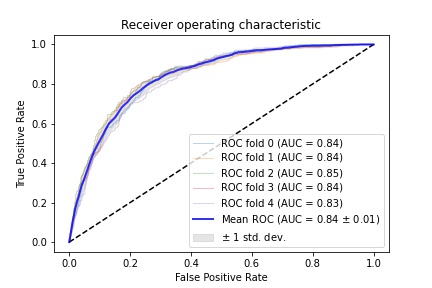 Receiver operating characteristic
True Positive Rate
1.0
0.8
0.6
0.4
0.2
0.0
ROC fold 0 (AUC = 0.84)
ROC fold 1 (AUC = 0.84)
ROC fold 2 (AUC = 0.85)
ROC fold 3 (AUC = 0.84)
ROC fold 4 (AUC = 0.83)
Mean ROC (AUC = 0.84 ± 0.01)
± 1 std. dev.
0.0 0.2 0.4 0.6 0.8 1.0
False Positive Rate